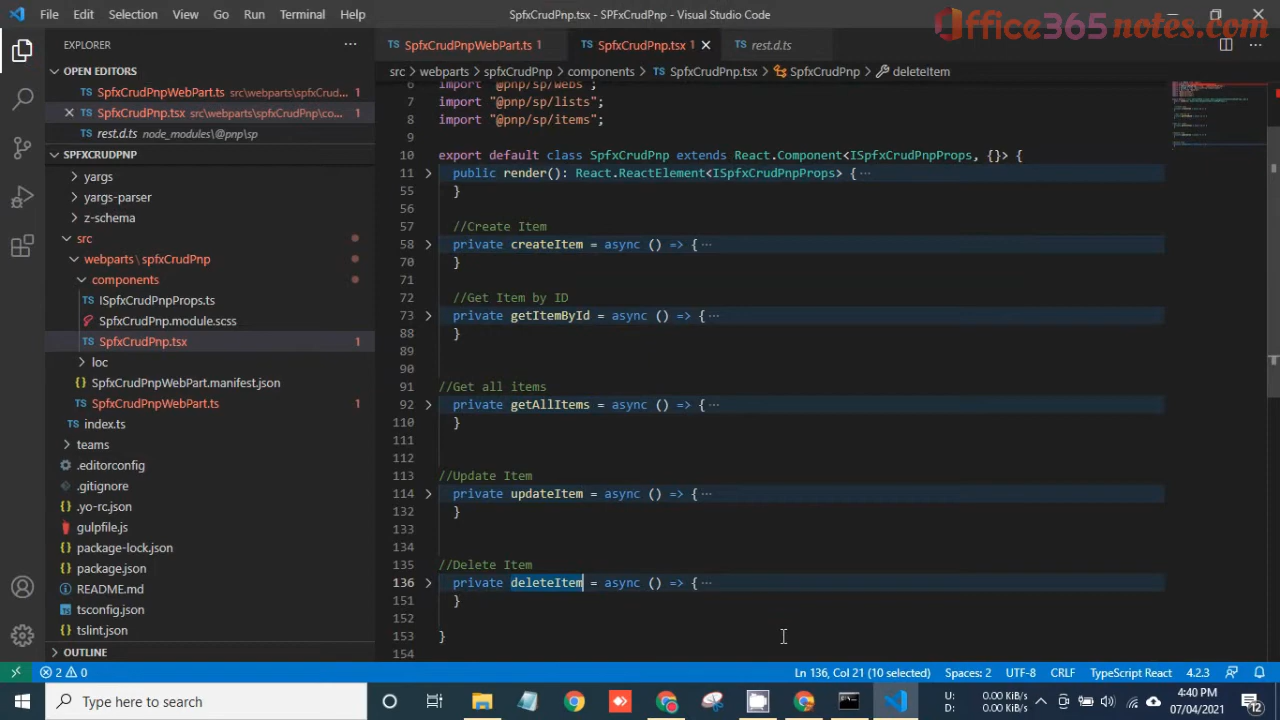 File Edit Selection View Go Run Terminal Help
SpfxCrudPnp.tsx - SPFxCrudPnp - Visual Studio Code
Office365notes.com
EXPLORER
OPEN EDITORS
SpfxCrudPnpWebPart.ts src\webparts\spfxCrud... 1
SpfxCrudPnp.tsx src\webparts\spfxCrudPnp\co... 1
rest.d.ts node_modules\@pnp\sp
SPFXCRUDPNP
yargs
yargs-parser
z-schema
src
webparts \ spfxCrudPnp
components
ISpfxCrudPnpProps.ts
SpfxCrudPnp.module.scss
SpfxCrudPnp.tsx 1
loc
SpfxCrudPnpWebPart.manifest.json
SpfxCrudPnpWebPart.ts 1
index.ts
teams
.editorconfig
.gitignore
.yo-rc.json
gulpfile.js
package-lock.json
package.json
README.md
tsconfig.json
tslint.json
OUTLINE
SpfxCrudPnpWebPart.ts 1
SpfxCrudPnp.tsx 1
rest.d.ts
src > webparts > spfxCrudPnp > components > SpfxCrudPnp.tsx > SpfxCrudPnp > deleteItem
6 import "@pnp/sp/webs";
7 import "@pnp/sp/lists";
8 import "@pnp/sp/items";
9
10 export default class SpfxCrudPnp extends React.Component<ISpfxCrudPnpProps, {}> {
11 public render(): React.ReactElement<ISpfxCrudPnpProps> { ...
55 }
56
57 //Create Item
58 private createItem = async () => { ...
70 }
71
72 //Get Item by ID
73 private getItemById = async () => { ...
88 }
89
90
91 //Get all items
92 private getAllItems = async () => { ...
110 }
111
112
113 //Update Item
114 private updateItem = async () => { ...
132 }
133
134
135 //Delete Item
136 private deleteItem = async () => { ...
151 }
152
153 }
154
2 0
Ln 136, Col 21 (10 selected) Spaces: 2 UTF-8 CRLF TypeScript React 4.2.3
Type here to search
U: 0.00 KiB/s
D: 0.00 KiB/s
4:40 PM
07/04/2021
12